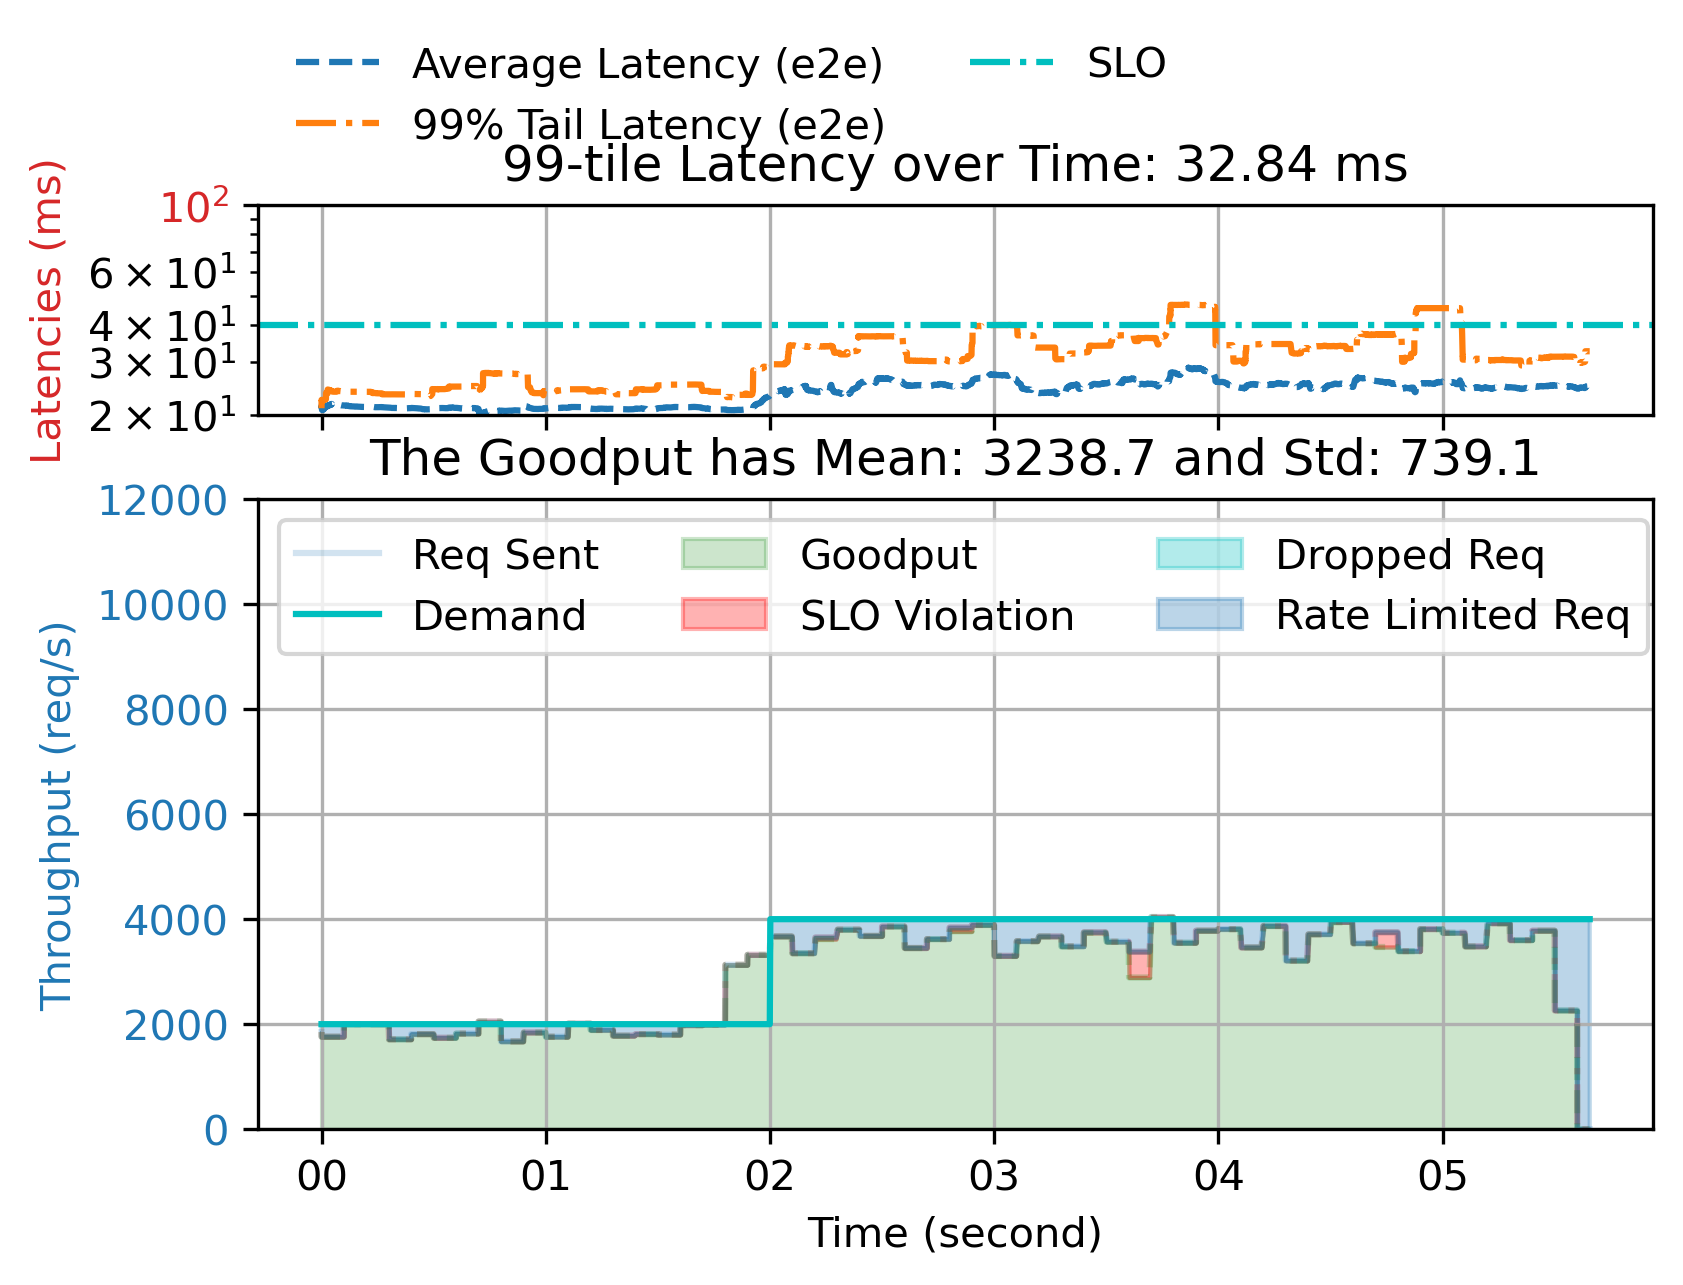 Average Latency (e2e)
SLO
99% Tail Latency (e2e)
99-tile Latency over Time: 32.84 ms
Latencies (ms)
10²
6 × 10¹
4 × 10¹
3 × 10¹
2 × 10¹
The Goodput has Mean: 3238.7 and Std: 739.1
Throughput (req/s)
12000
10000
8000
6000
4000
2000
0
Req Sent
Goodput
Dropped Req
Demand
SLO Violation
Rate Limited Req
00 01 02 03 04 05
Time (second)